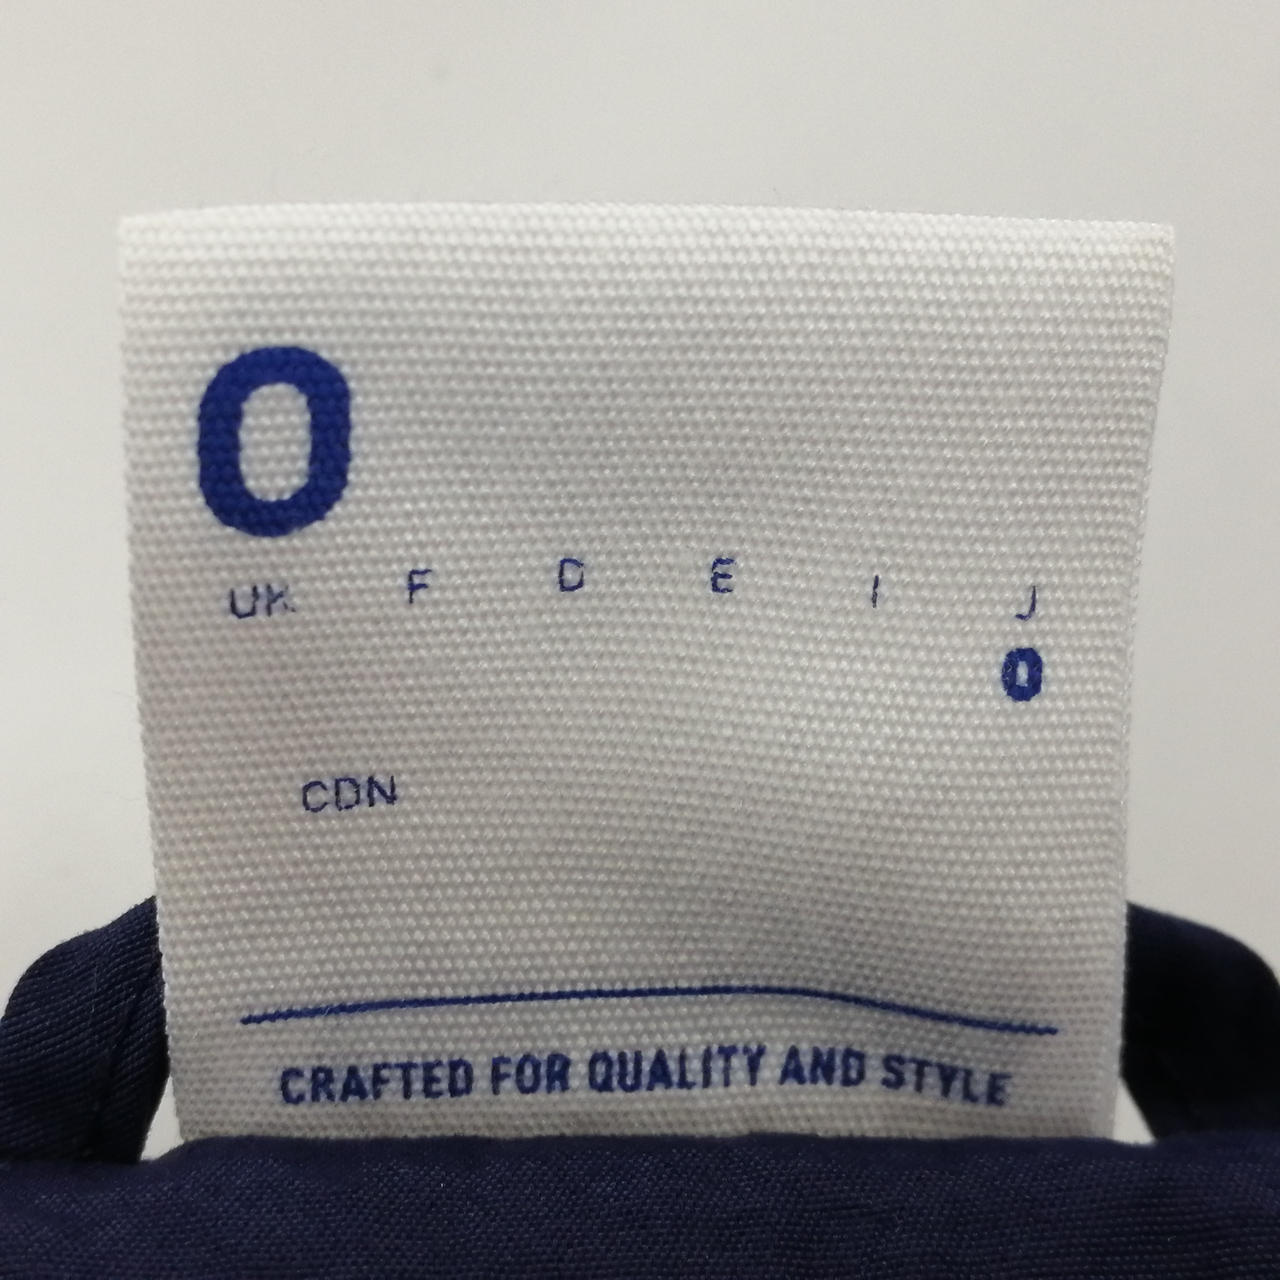 0
UK F D E I J
0
CDN
CRAFTED FOR QUALITY AND STYLE